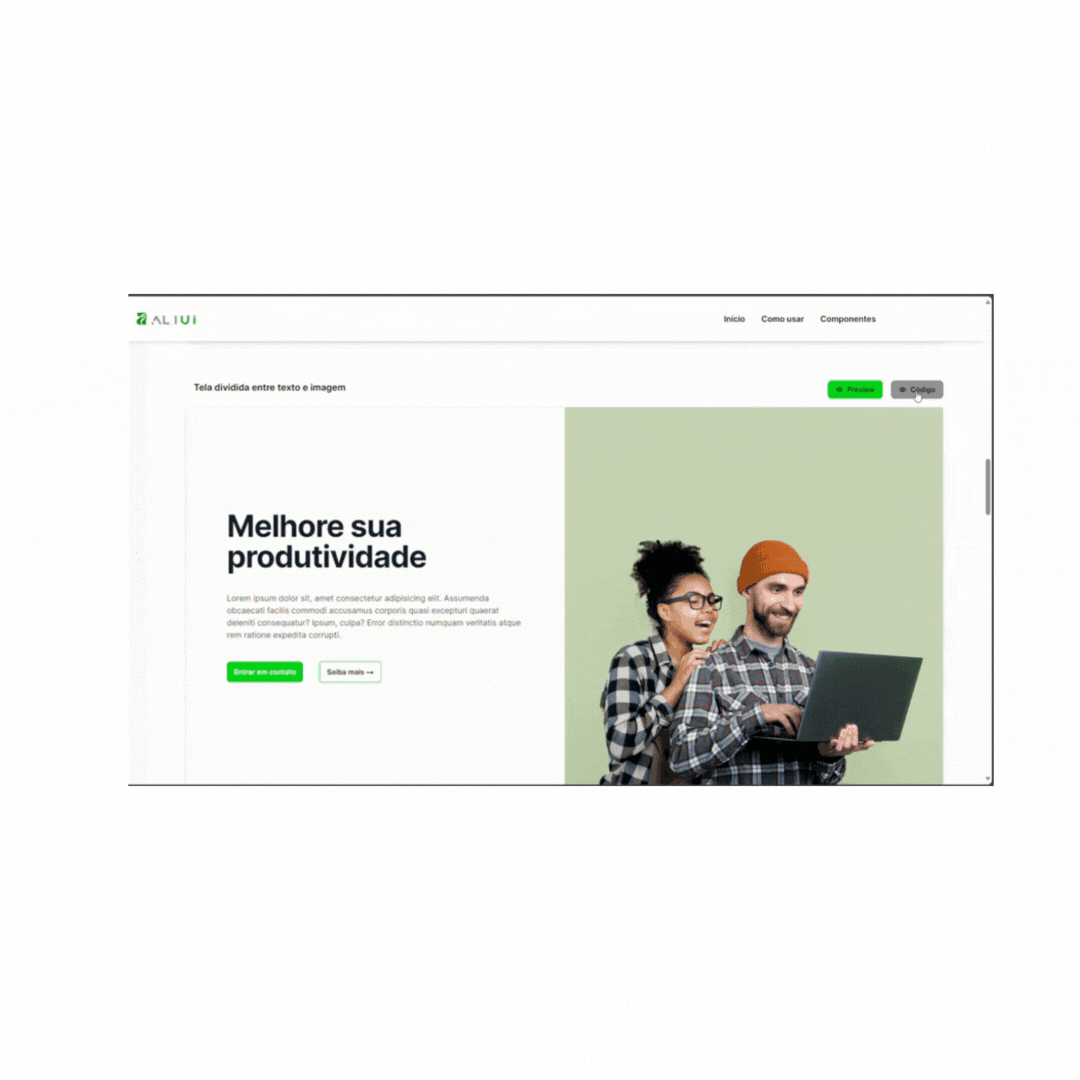 ALIUi
Início
Como usar
Componentes
Tela dividida entre texto e imagem
Preview
Código
Melhore sua
produtividade
Lorem ipsum dolor sit, amet consectetur adipisicing elit. Assumenda
obcaecati facilis commodi accusamus corporis quasi excepturi quaerat
deleniti consequatur? Ipsum, culpa? Error distinctio numquam veritatis atque
rem ratione expedita corrupti.
Entrar em contato
Saiba mais →